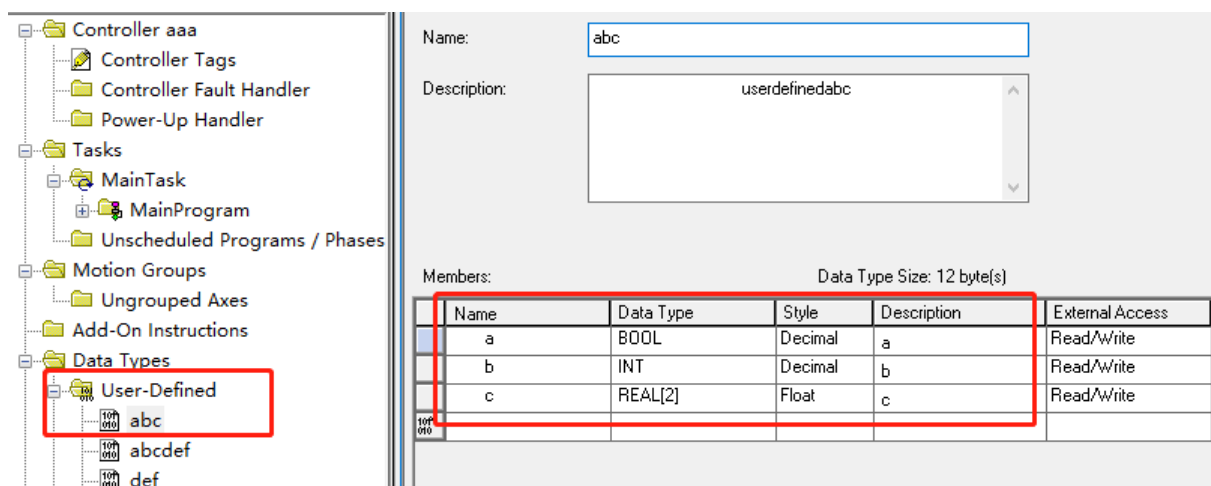 Controller aaa
Controller Tags
Controller Fault Handler
Power-Up Handler
Tasks
MainTask
MainProgram
Unscheduled Programs / Phases
Motion Groups
Ungrouped Axes
Add-On Instructions
Data Types
User-Defined
abc
abcdef
def
Name: abc
Description: userdefinedabc
Members: Data Type Size: 12 byte(s)
Name Data Type Style Description External Access
a BOOL Decimal a Read/Write
b INT Decimal b Read/Write
c REAL[2] Float c Read/Write